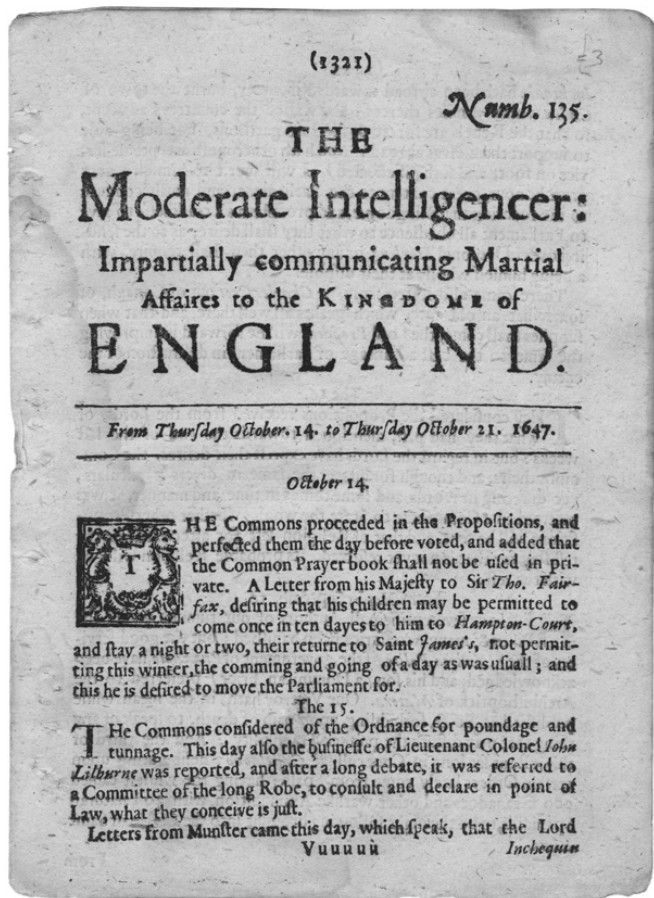 (1321)
£3
Numb. 135.
THE
Moderate Intelligencer:
Impartially communicating Martial
Affaires to the KINGDOME of
ENGLAND.
From Thurſday October. 14. to Thurſday October 21. 1647.
October 14.
THE Commons proceeded in the Propoſitions, and
perfected them the day before voted, and added that
the Common Prayer book ſhall not be uſed in pri-
vate. A Letter from his Majeſty to Sir Tho. Fair-
fax, deſiring that his children may be permitted to
come once in ten dayes to him to Hampton-Court,
and ſtay a night or two, their returne to Saint James's, not permit-
ting this winter, the comming and going of a day as was uſuall; and
this he is deſired to move the Parliament for.
The 15.
THe Commons conſidered of the Ordnance for poundage and
tunnage. This day alſo the buſineſſe of Lieutenant Colonel Iohn
Lilburne was reported, and after a long debate, it was referred to
a Committee of the long Robe, to conſult and declare in point of
Law, what they conceive is juſt.
Letters from Munſter came this day, which ſpeak, that the Lord
Vuuuuù
Inchequin